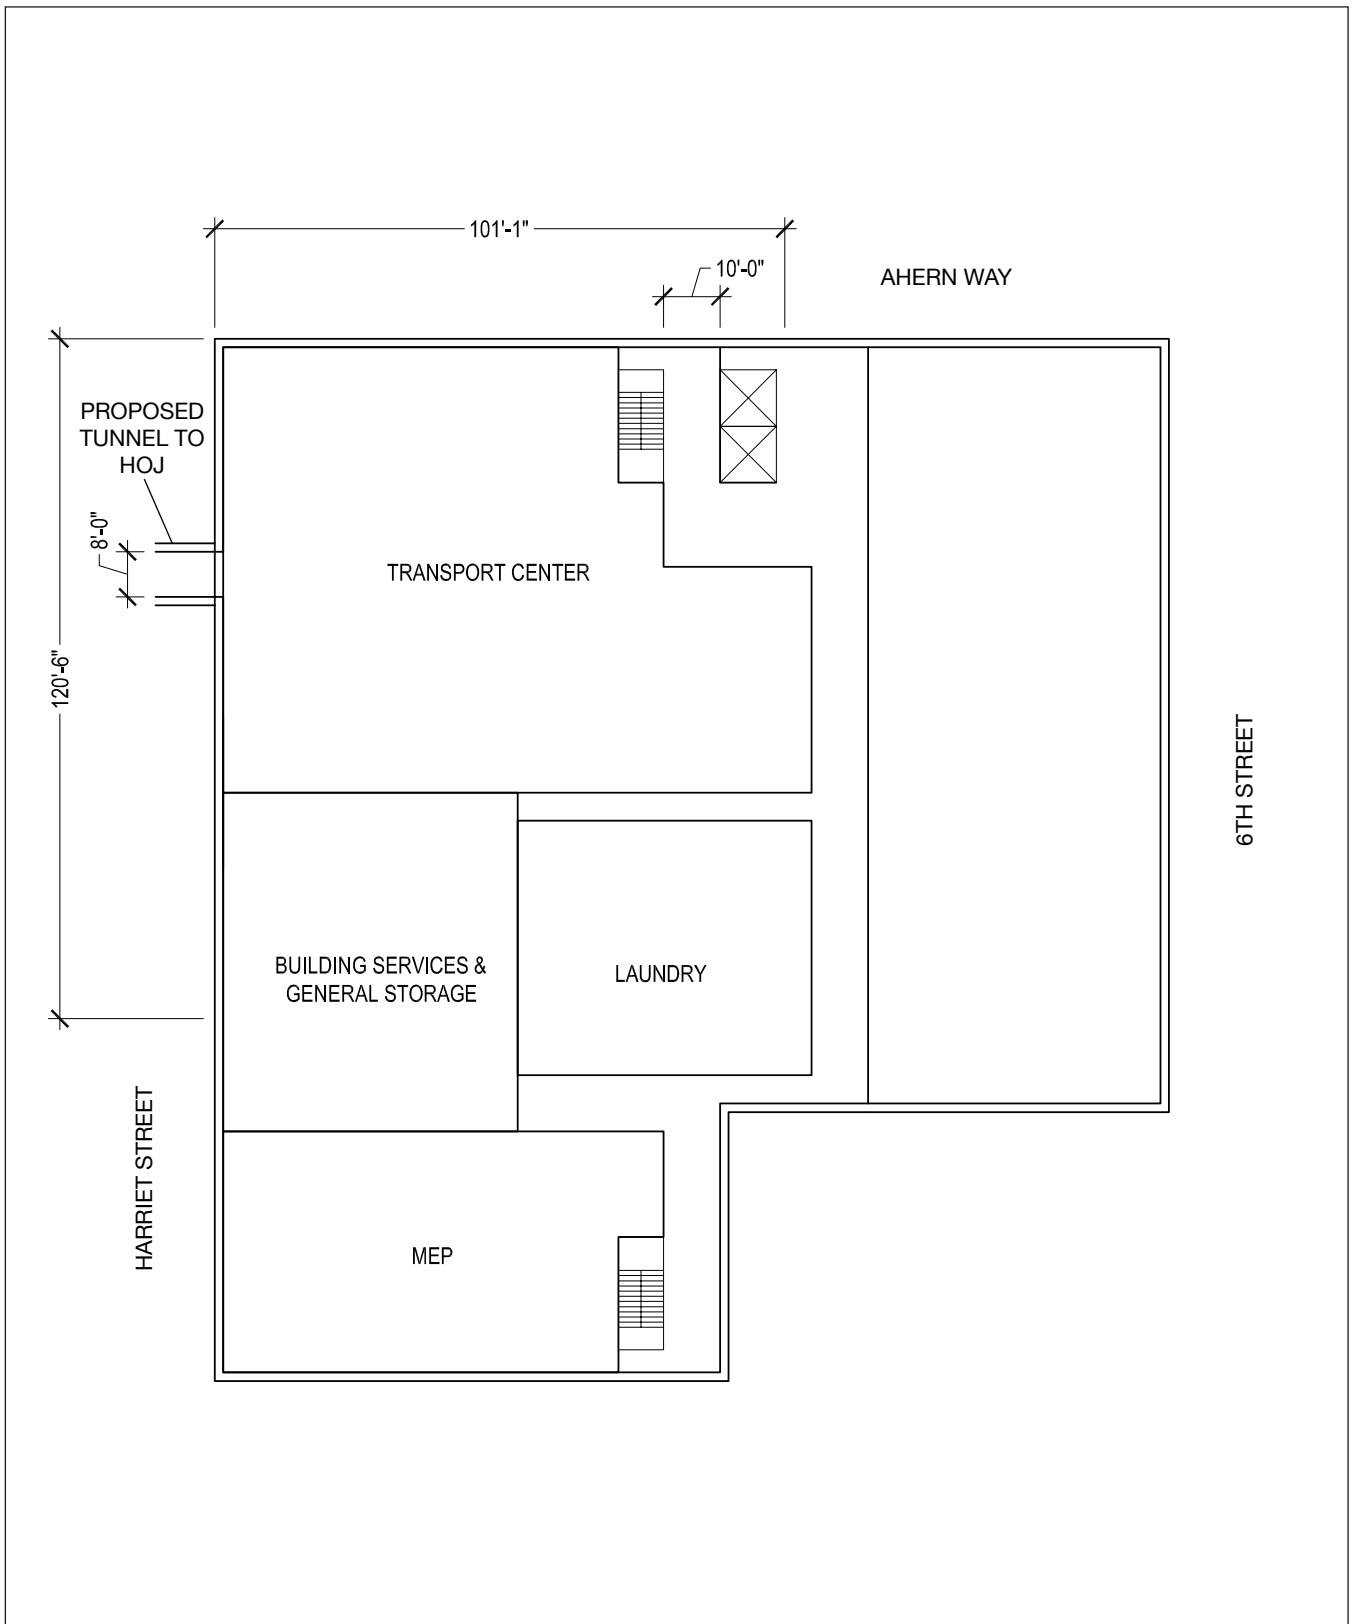 101'-1"
10'-0"
AHERN WAY
PROPOSED
TUNNEL TO
HOJ
8'-0"
TRANSPORT CENTER
120'-6"
6TH STREET
BUILDING SERVICES &
GENERAL STORAGE
LAUNDRY
HARRIET STREET
MEP